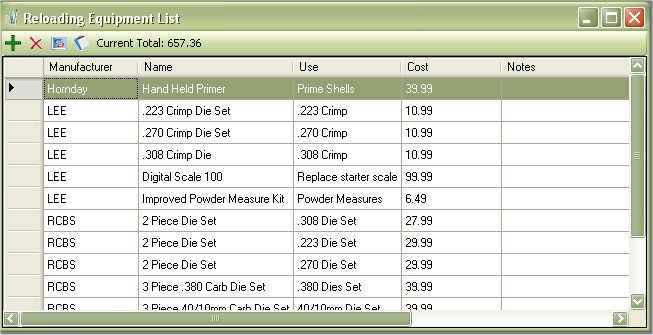 Reloading Equipment List
Current Total: 657.36
Manufacturer Name Use Cost Notes
Hornday Hand Held Primer Prime Shells 39.99
LEE .223 Crimp Die Set .223 Crimp 10.99
LEE .270 Crimp Die Set .270 Crimp 10.99
LEE .308 Crimp Die .308 Crimp 10.99
LEE Digital Scale 100 Replace starter scale 99.99
LEE Improved Powder Measure Kit Powder Measures 6.49
RCBS 2 Piece Die Set .308 Die Set 27.99
RCBS 2 Piece Die Set .223 Die Set 29.99
RCBS 2 Piece Die Set .270 Die Set 29.99
RCBS 3 Piece .380 Carb Die Set .380 Dies Set 39.99
RCBS 3 Piece 40/10mm Carb Die Set 40/10mm Die Set 39.99